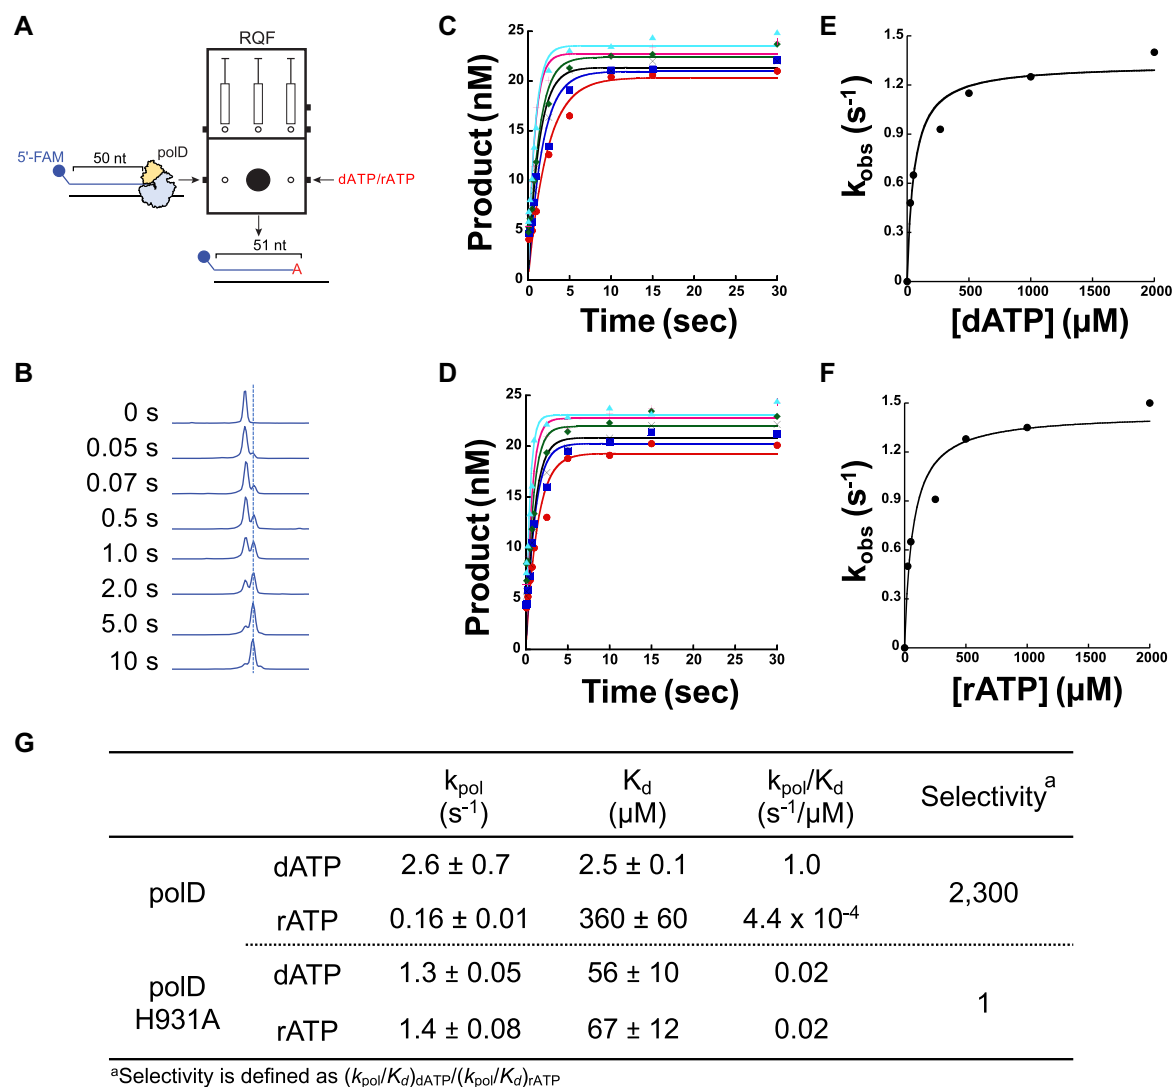 A
RQF
5'-FAM
50 nt
polD
dATP/rATP
51 nt
A
B
0 s
0.05 s
0.07 s
0.5 s
1.0 s
2.0 s
5.0 s
10 s
C
Product (nM)
25
20
15
10
5
0
0 5 10 15 20 25 30
Time (sec)
D
Product (nM)
25
20
15
10
5
0
0 5 10 15 20 25 30
Time (sec)
E
kobs (s-1)
1.5
1.2
0.9
0.6
0.3
0
0 500 1000 1500 2000
[dATP] (µM)
F
kobs (s-1)
1.5
1.2
0.9
0.6
0.3
0
0 500 1000 1500 2000
[rATP] (µM)
G
kpol (s-1) Kd (µM) kpol/Kd (s-1/µM) Selectivitya
polD
dATP 2.6 ± 0.7 2.5 ± 0.1 1.0
2,300
rATP 0.16 ± 0.01 360 ± 60 4.4 x 10-4
polD H931A
dATP 1.3 ± 0.05 56 ± 10 0.02
1
rATP 1.4 ± 0.08 67 ± 12 0.02
aSelectivity is defined as (kpol/Kd)dATP/(kpol/Kd)rATP